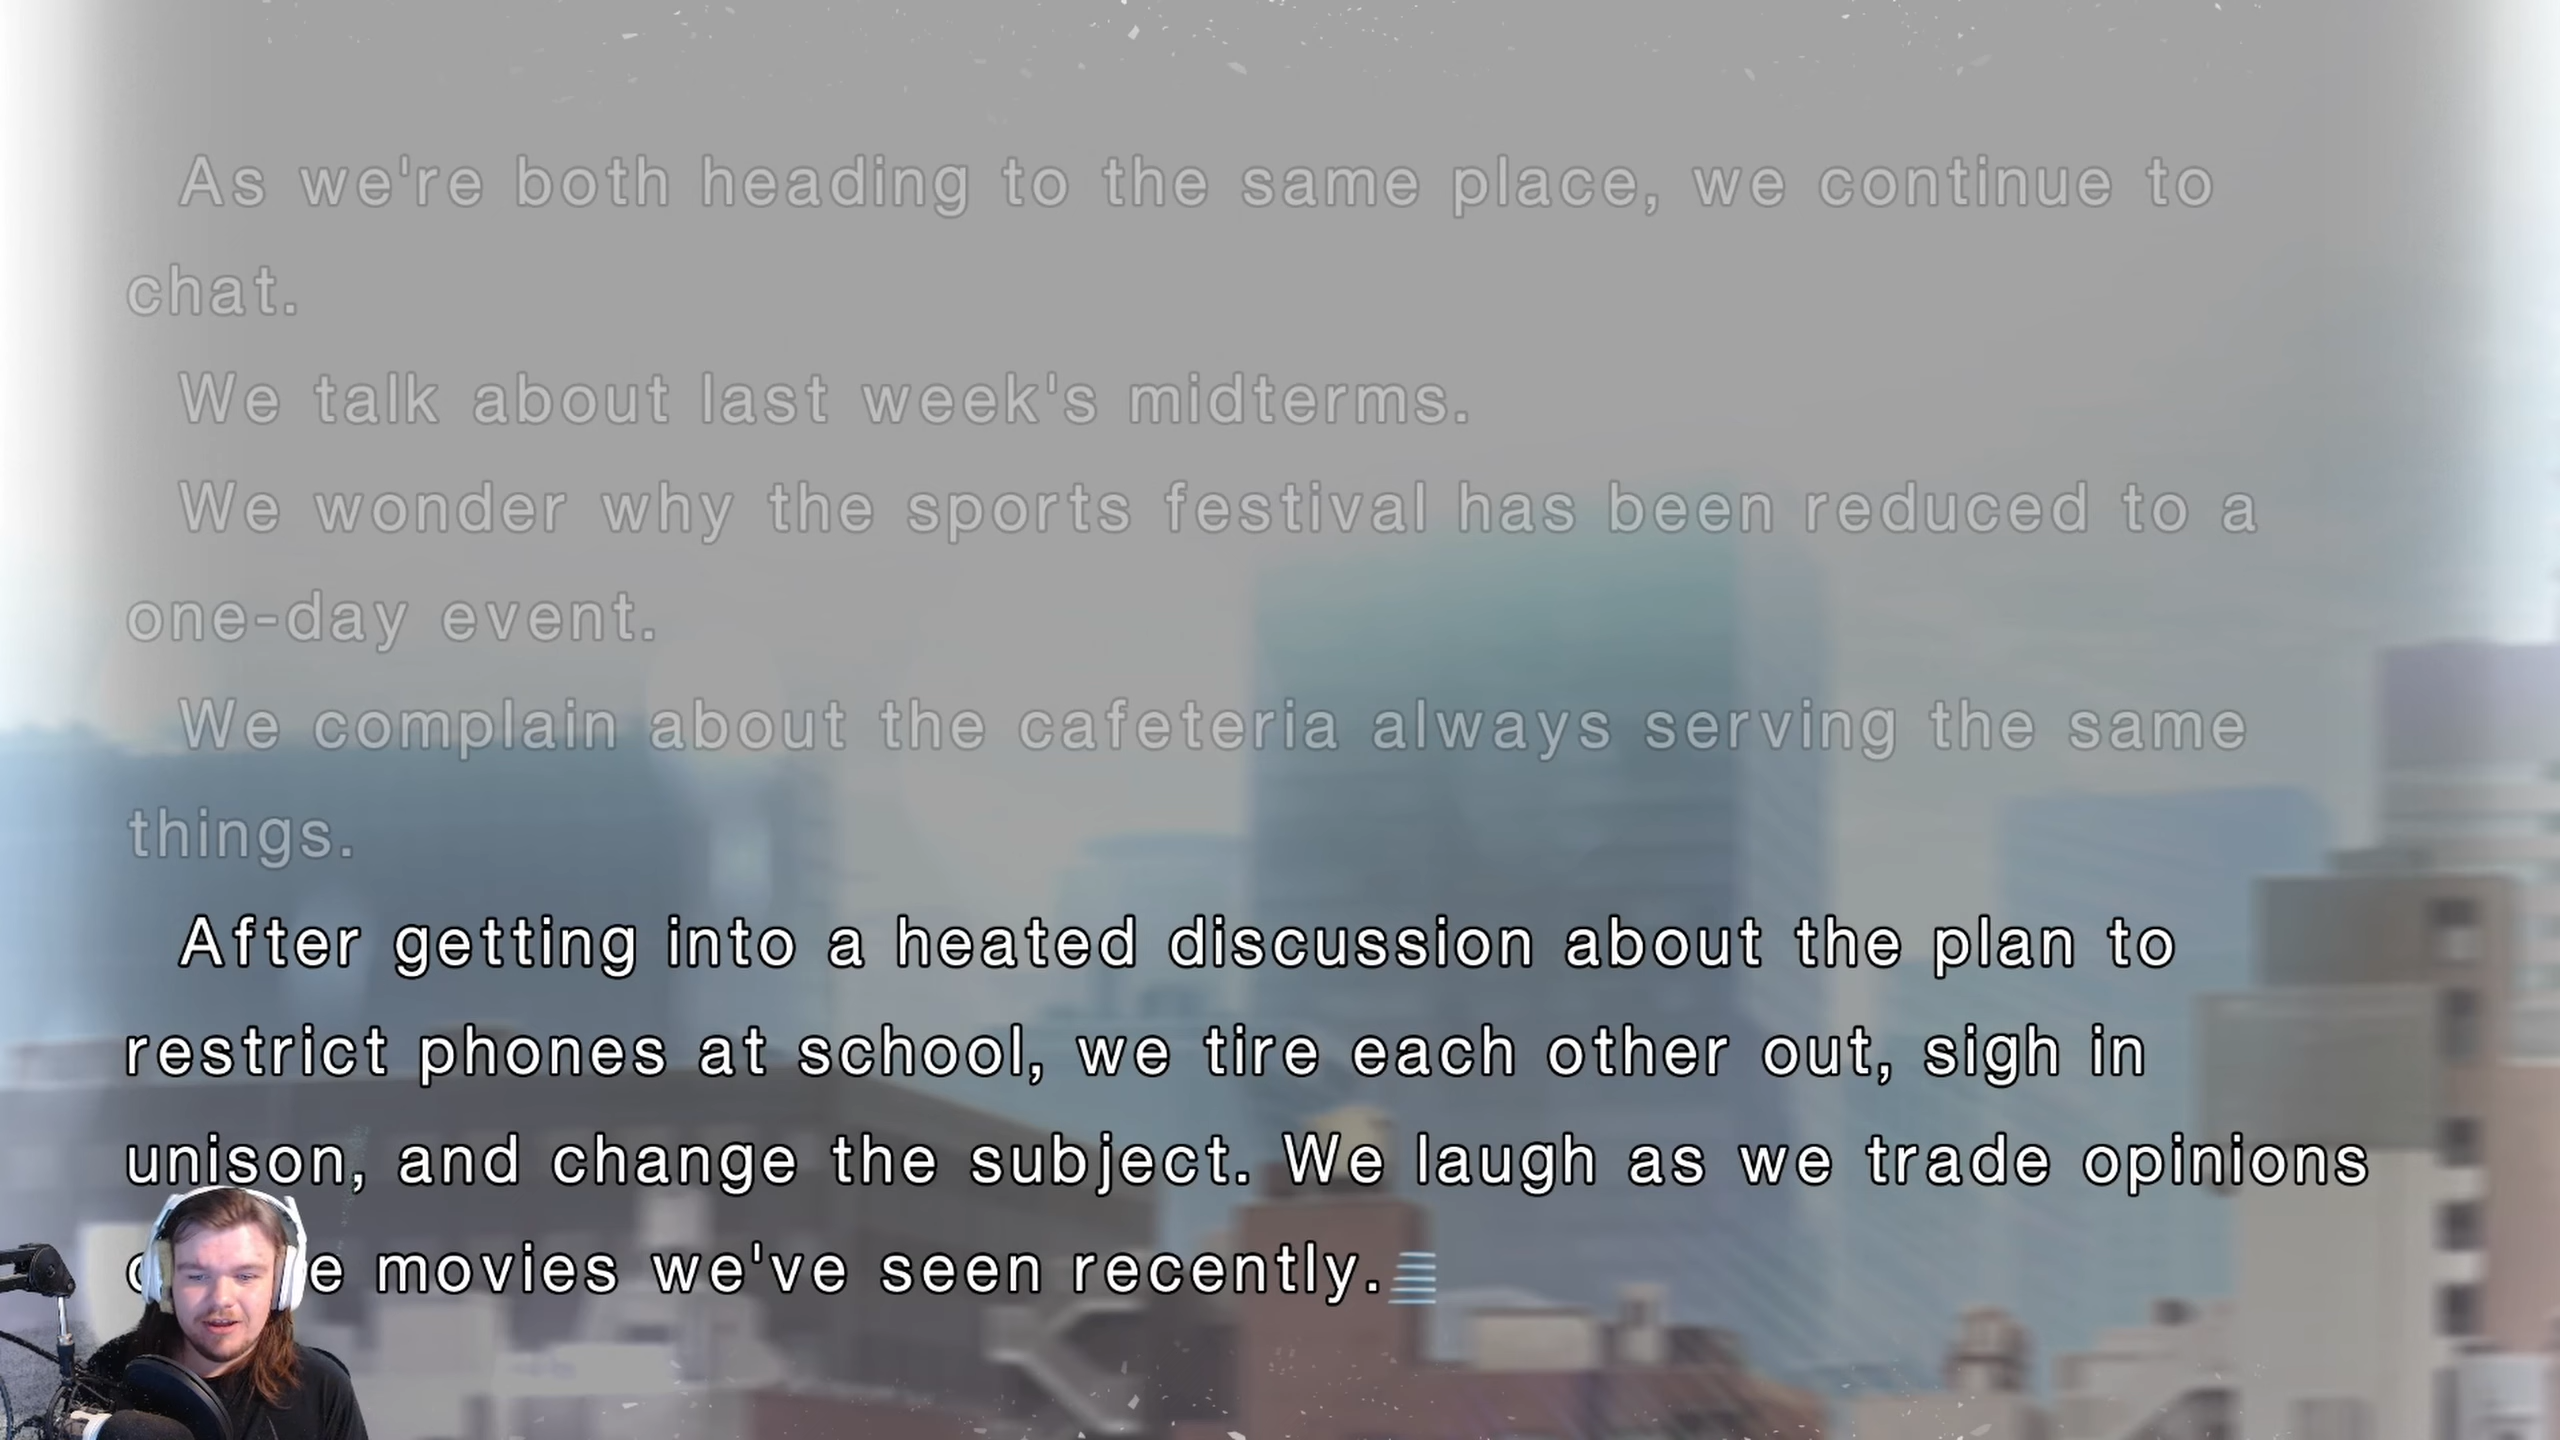 As we're both heading to the same place, we continue to
chat.
We talk about last week's midterms.
We wonder why the sports festival has been reduced to a
one-day event.
We complain about the cafeteria always serving the same
things.
After getting into a heated discussion about the plan to
restrict phones at school, we tire each other out, sigh in
unison, and change the subject. We laugh as we trade opinions
movies we've seen recently.